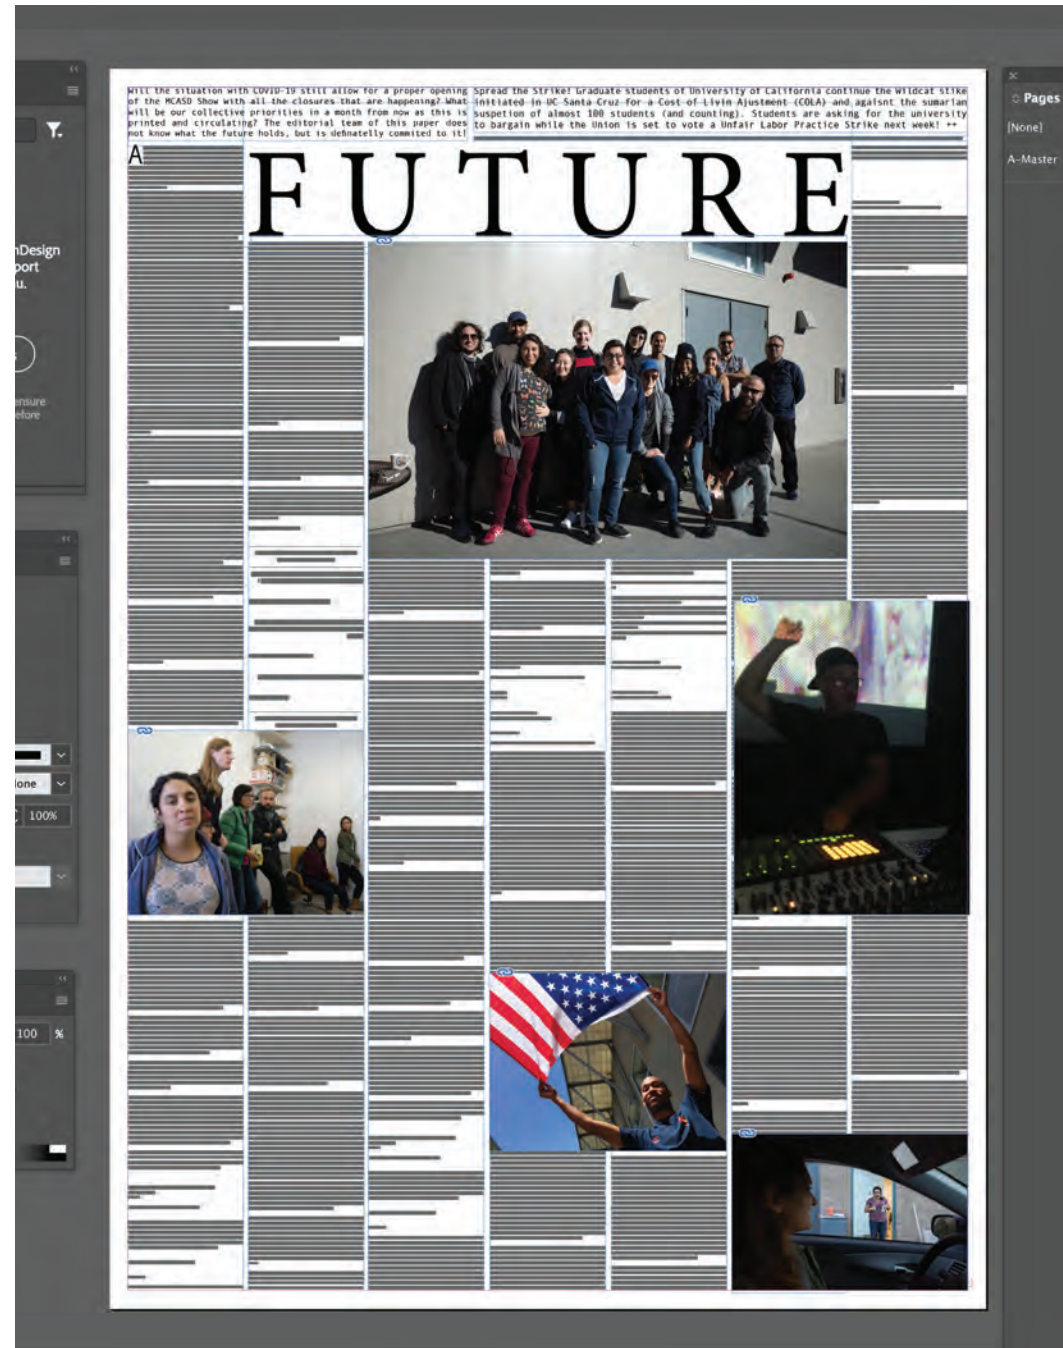 Will the situation with COVID-19 still allow for a proper opening
of the MCASD Show with all the closures that are happening? What
will be our collective priorities in a month from now as this is
printed and circulating? The editorial team of this paper does
not know what the future holds, but is definatelly commited to it!
Spread the Strike! Graduate students of University of California continue the Wildcat stike
initiated in UC Santa Cruz for a Cost of Livin Ajustment (COLA) and agaisnt the sumarian
suspetion of almost 100 students (and counting). Students are asking for the university
to bargain while the Union is set to vote a Unfair Labor Practice Strike next week! ++
A
FUTURE
nDesign
port
u.
s
ensure
efore
lone
100%
100 %
Pages
[None]
A-Master